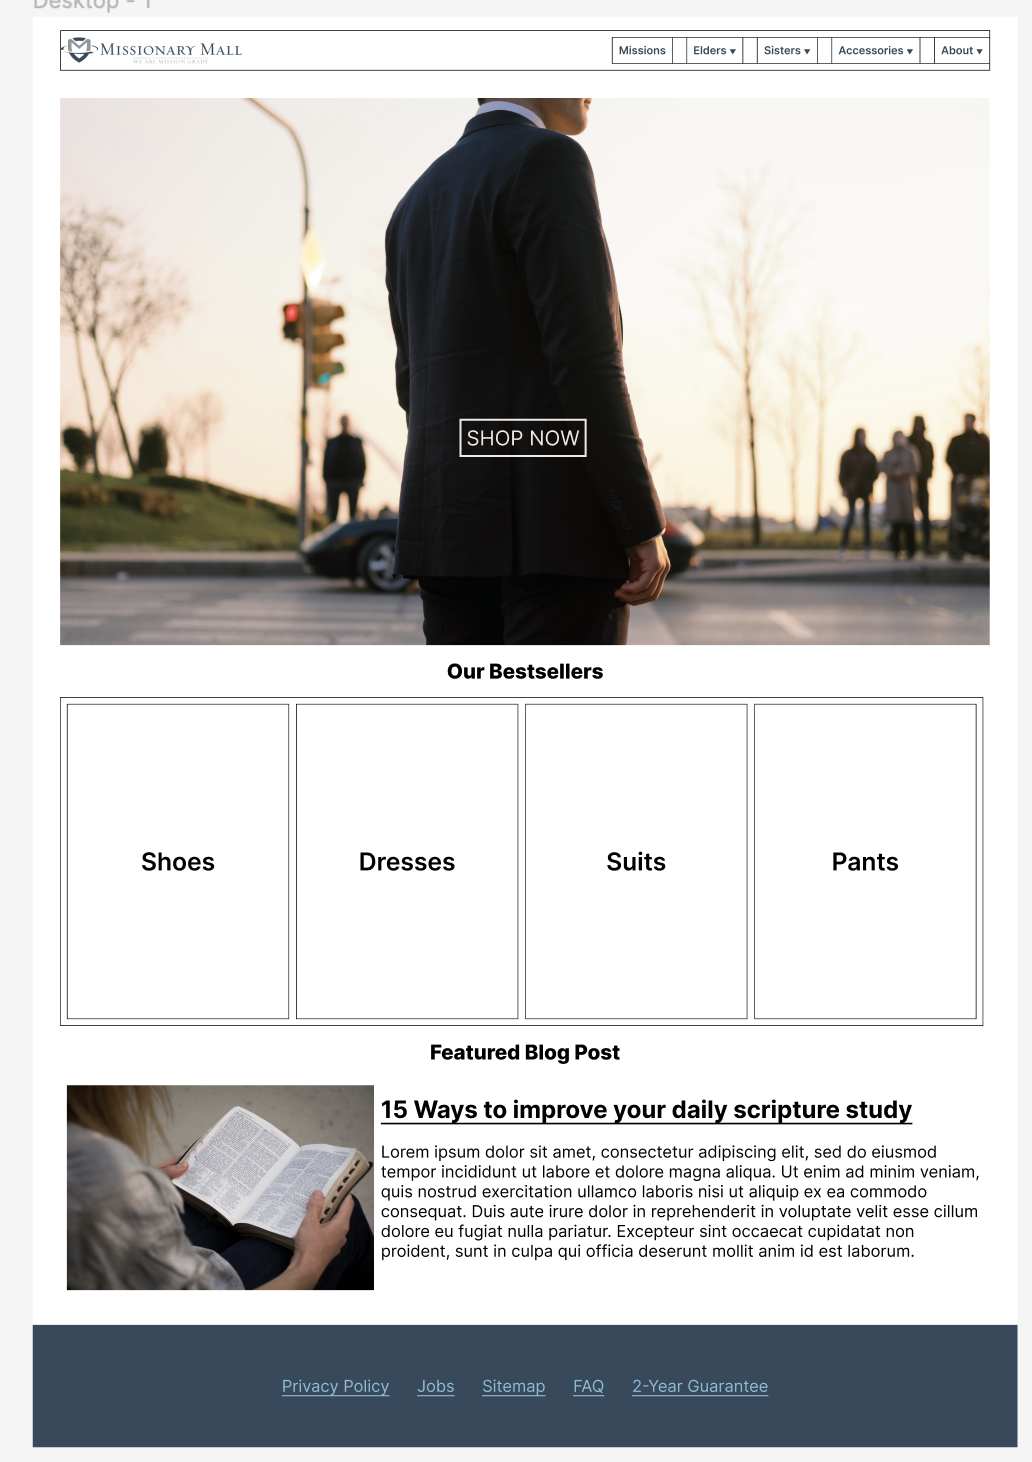 Desktop - 1
MISSIONARY MALL
WE ARE MISSION GRADE
Missions Elders ▾ Sisters ▾ Accessories ▾ About ▾
SHOP NOW
Our Bestsellers
Shoes Dresses Suits Pants
Featured Blog Post
15 Ways to improve your daily scripture study
Lorem ipsum dolor sit amet, consectetur adipiscing elit, sed do eiusmod
tempor incididunt ut labore et dolore magna aliqua. Ut enim ad minim veniam,
quis nostrud exercitation ullamco laboris nisi ut aliquip ex ea commodo
consequat. Duis aute irure dolor in reprehenderit in voluptate velit esse cillum
dolore eu fugiat nulla pariatur. Excepteur sint occaecat cupidatat non
proident, sunt in culpa qui officia deserunt mollit anim id est laborum.
Privacy Policy Jobs Sitemap FAQ 2-Year Guarantee